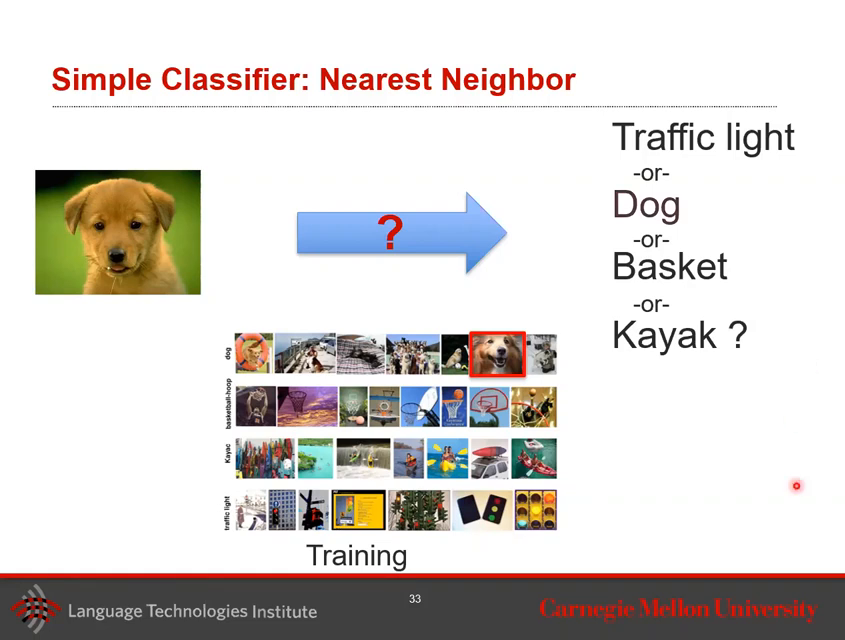 Simple Classifier: Nearest Neighbor
Traffic light
-or-
Dog
-or-
Basket
-or-
Kayak ?
?
dog
basketball-hoop
Kayac
traffic light
Training
Language Technologies Institute
33
Carnegie Mellon University